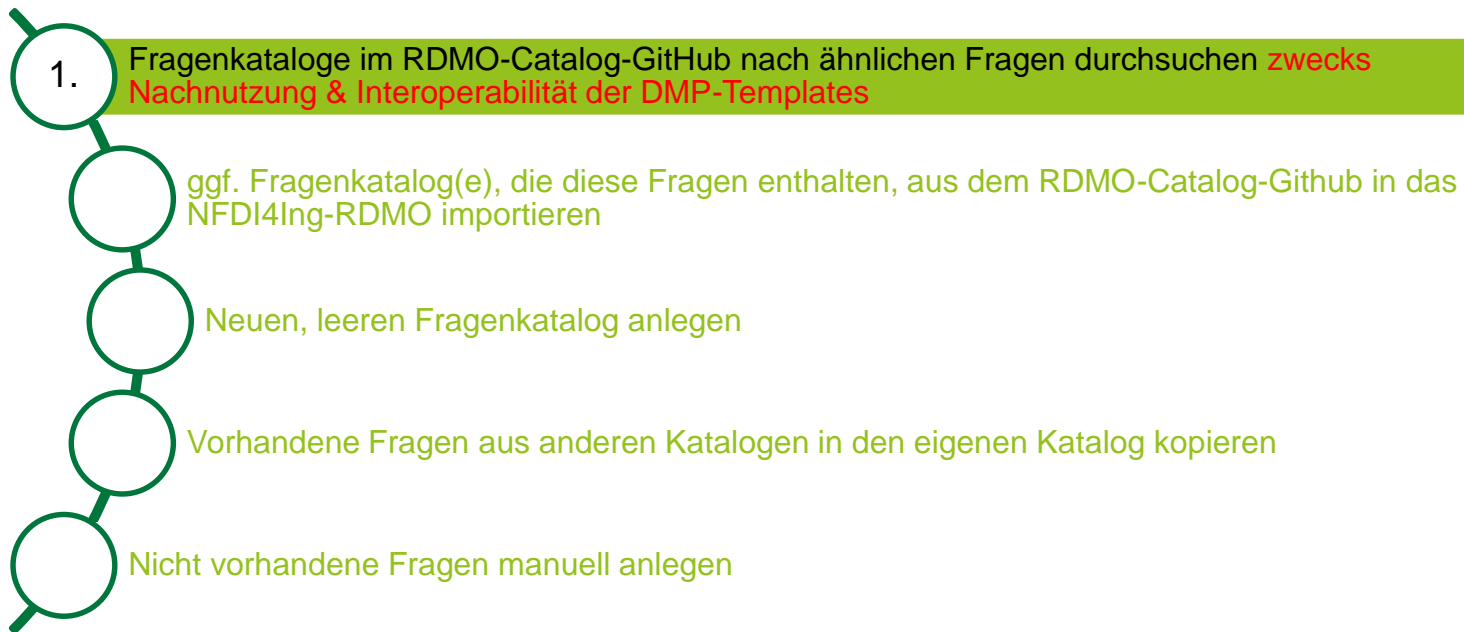 1.
Fragenkataloge im RDMO-Catalog-GitHub nach ähnlichen Fragen durchsuchen zwecks
Nachnutzung & Interoperabilität der DMP-Templates
ggf. Fragenkatalog(e), die diese Fragen enthalten, aus dem RDMO-Catalog-Github in das
NFDI4Ing-RDMO importieren
Neuen, leeren Fragenkatalog anlegen
Vorhandene Fragen aus anderen Katalogen in den eigenen Katalog kopieren
Nicht vorhandene Fragen manuell anlegen